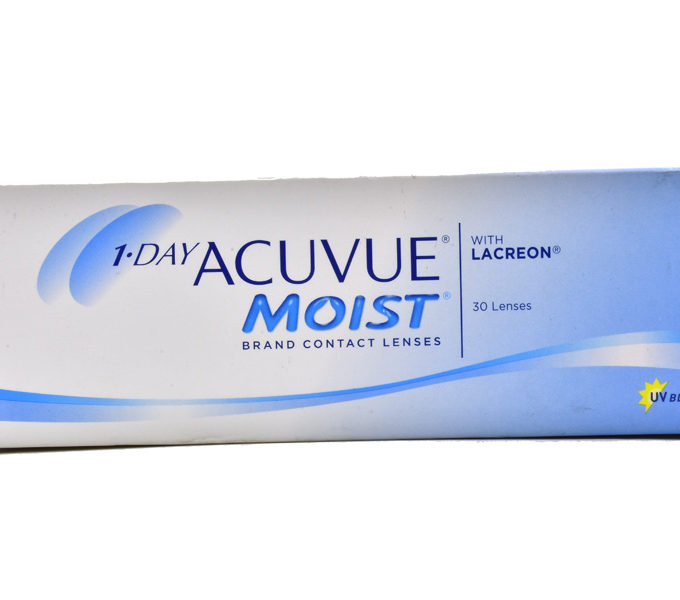 1·DAY ACUVUE®
MOIST®
BRAND CONTACT LENSES
WITH
LACREON®
30 Lenses
UV